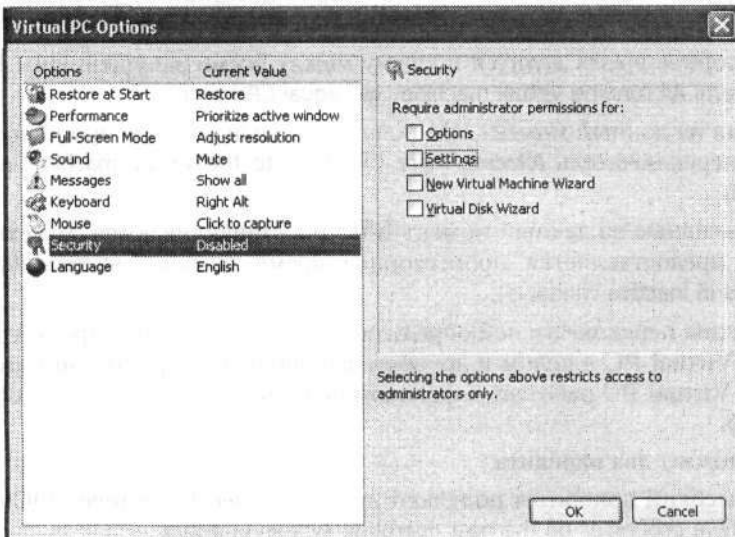 Virtual PC Options
Options Current Value
Restore at Start Restore
Performance Prioritize active window
Full-Screen Mode Adjust resolution
Sound Mute
Messages Show all
Keyboard Right Alt
Mouse Click to capture
Security Disabled
Language English
Security
Require administrator permissions for:
Options
Settings
New Virtual Machine Wizard
Virtual Disk Wizard
Selecting the options above restricts access to
administrators only.
OK Cancel